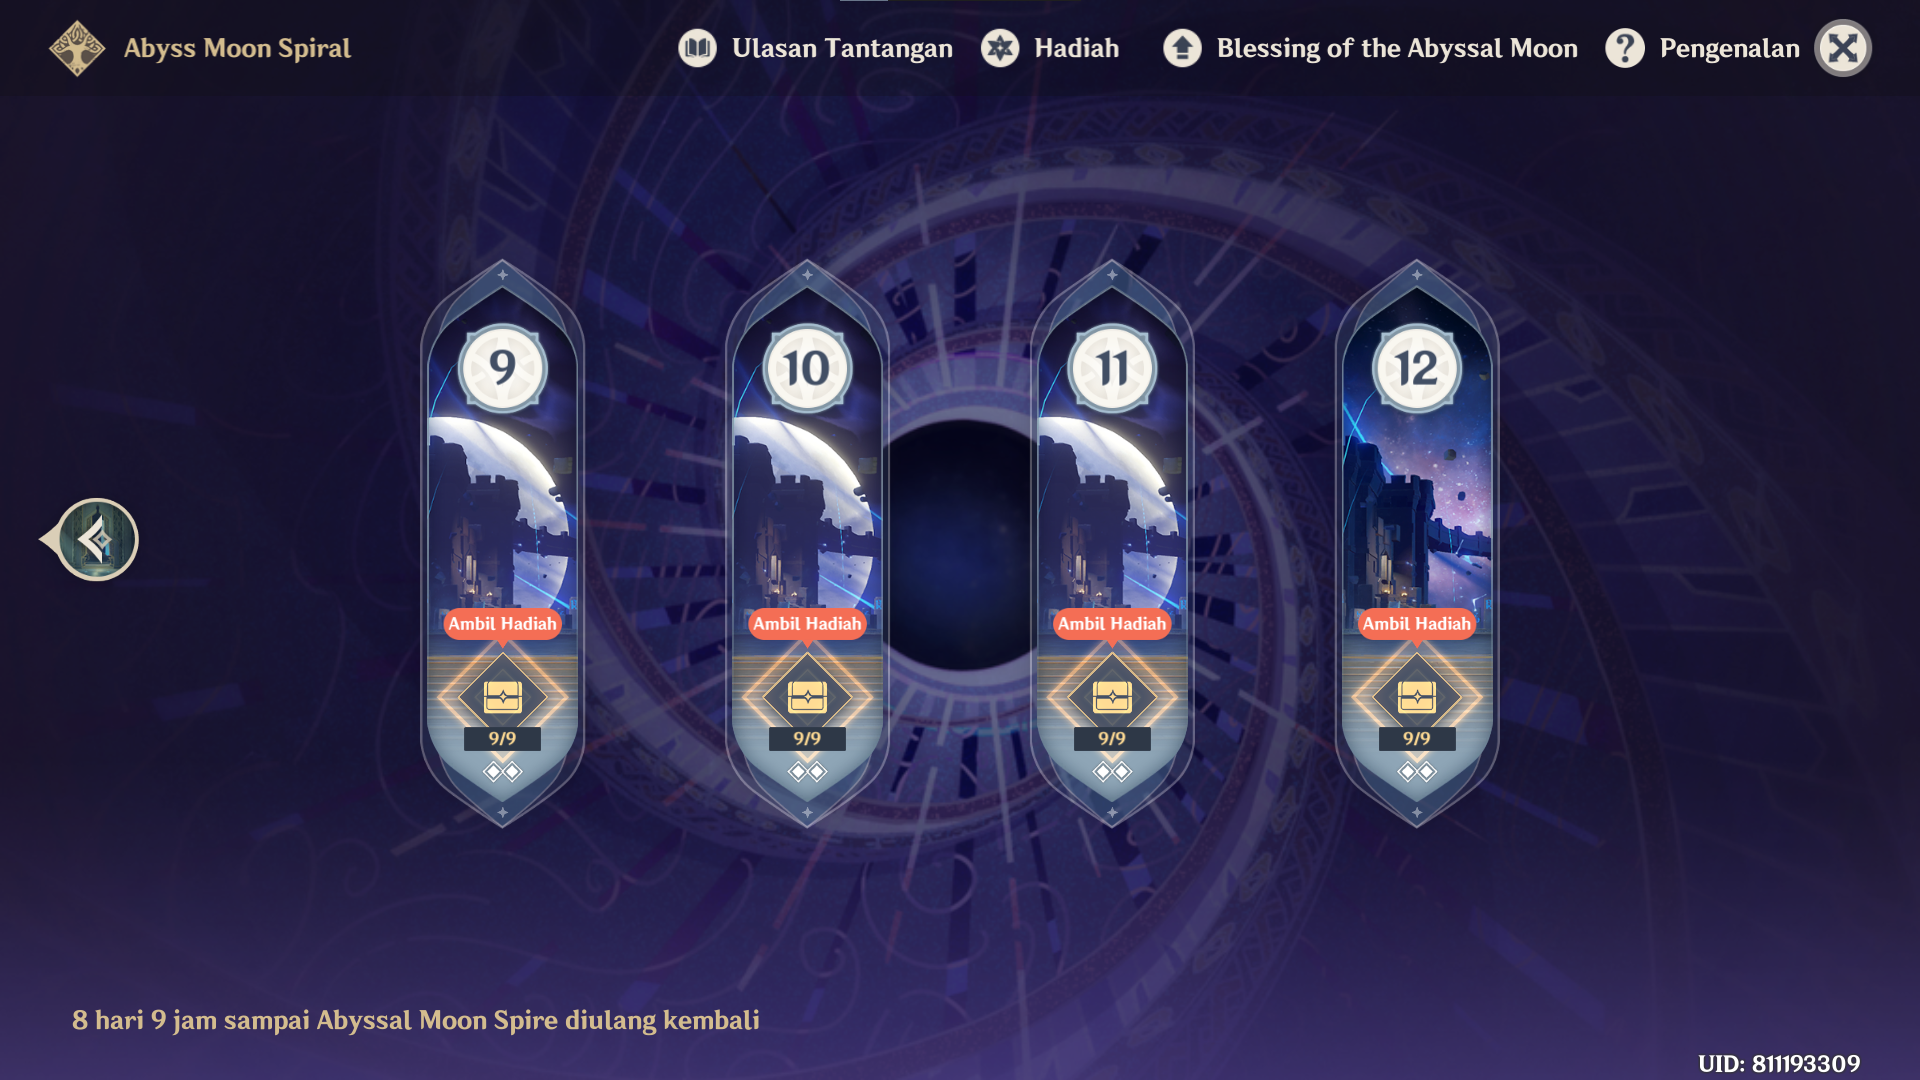 Abyss Moon Spiral
Ulasan Tantangan
Hadiah
Blessing of the Abyssal Moon
Pengenalan
9
10
11
12
Ambil Hadiah
Ambil Hadiah
Ambil Hadiah
Ambil Hadiah
9/9
9/9
9/9
9/9
8 hari 9 jam sampai Abyssal Moon Spire diulang kembali
UID: 811193309